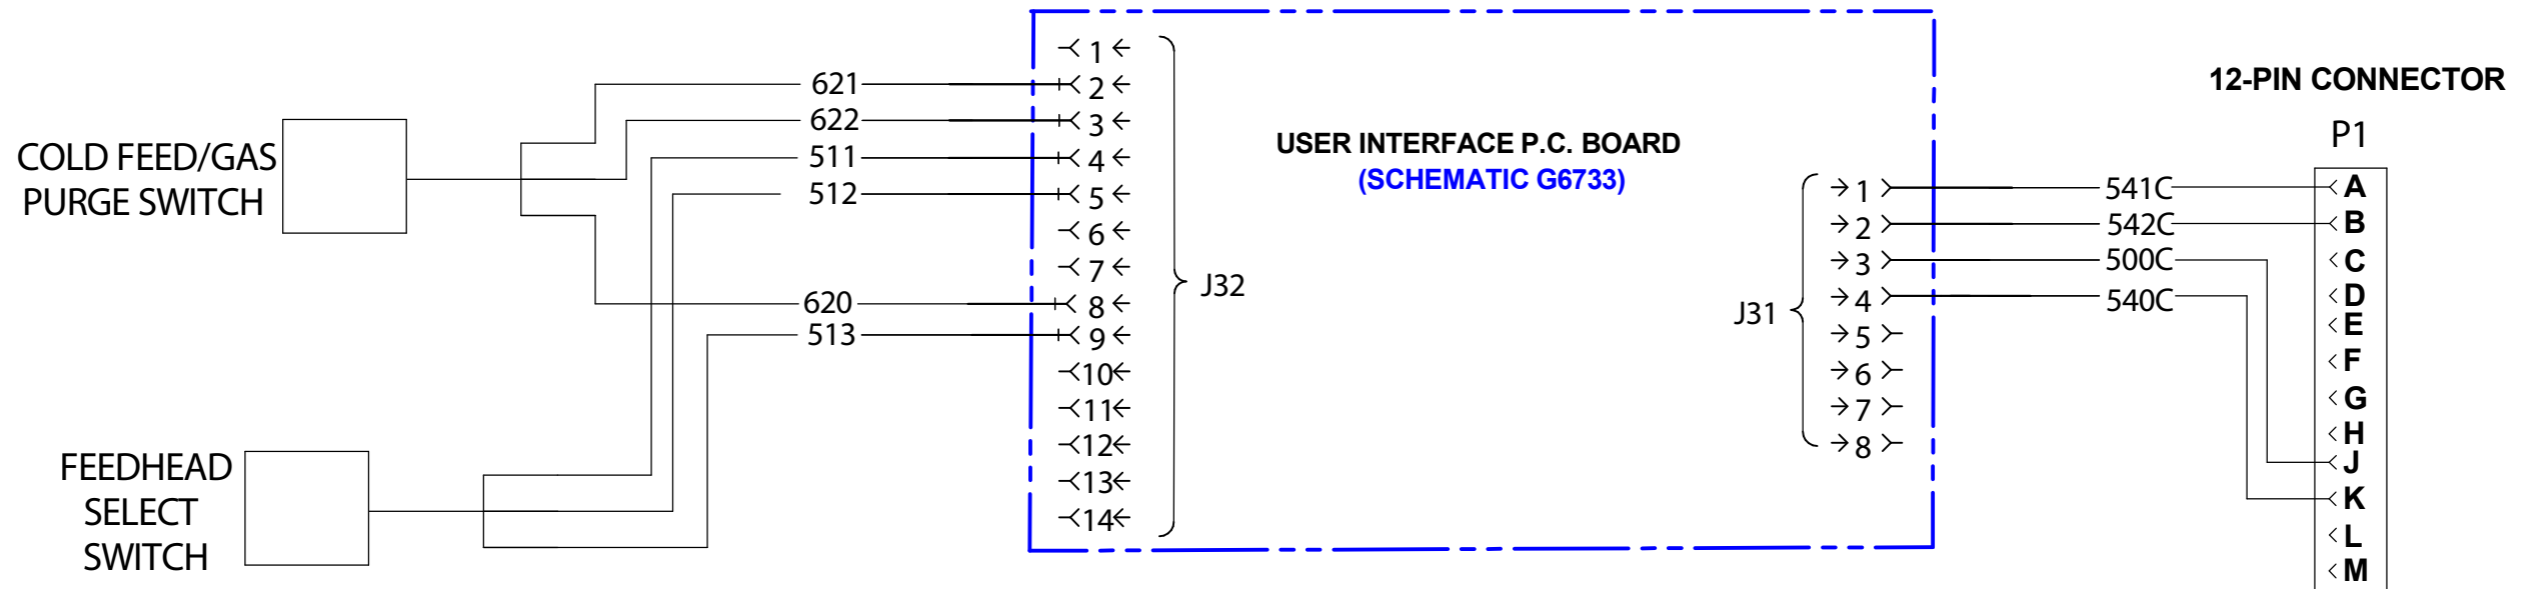 COLD FEED/GAS
PURGE SWITCH
FEEDHEAD
SELECT
SWITCH
621
622
511
512
620
513
1
2
3
4
5
6
7
8
9
10
11
12
13
14
J32
USER INTERFACE P.C. BOARD
(SCHEMATIC G6733)
J31
1
2
3
4
5
6
7
8
541C
542C
500C
540C
12-PIN CONNECTOR
P1
A
B
C
D
E
F
G
H
J
K
L
M